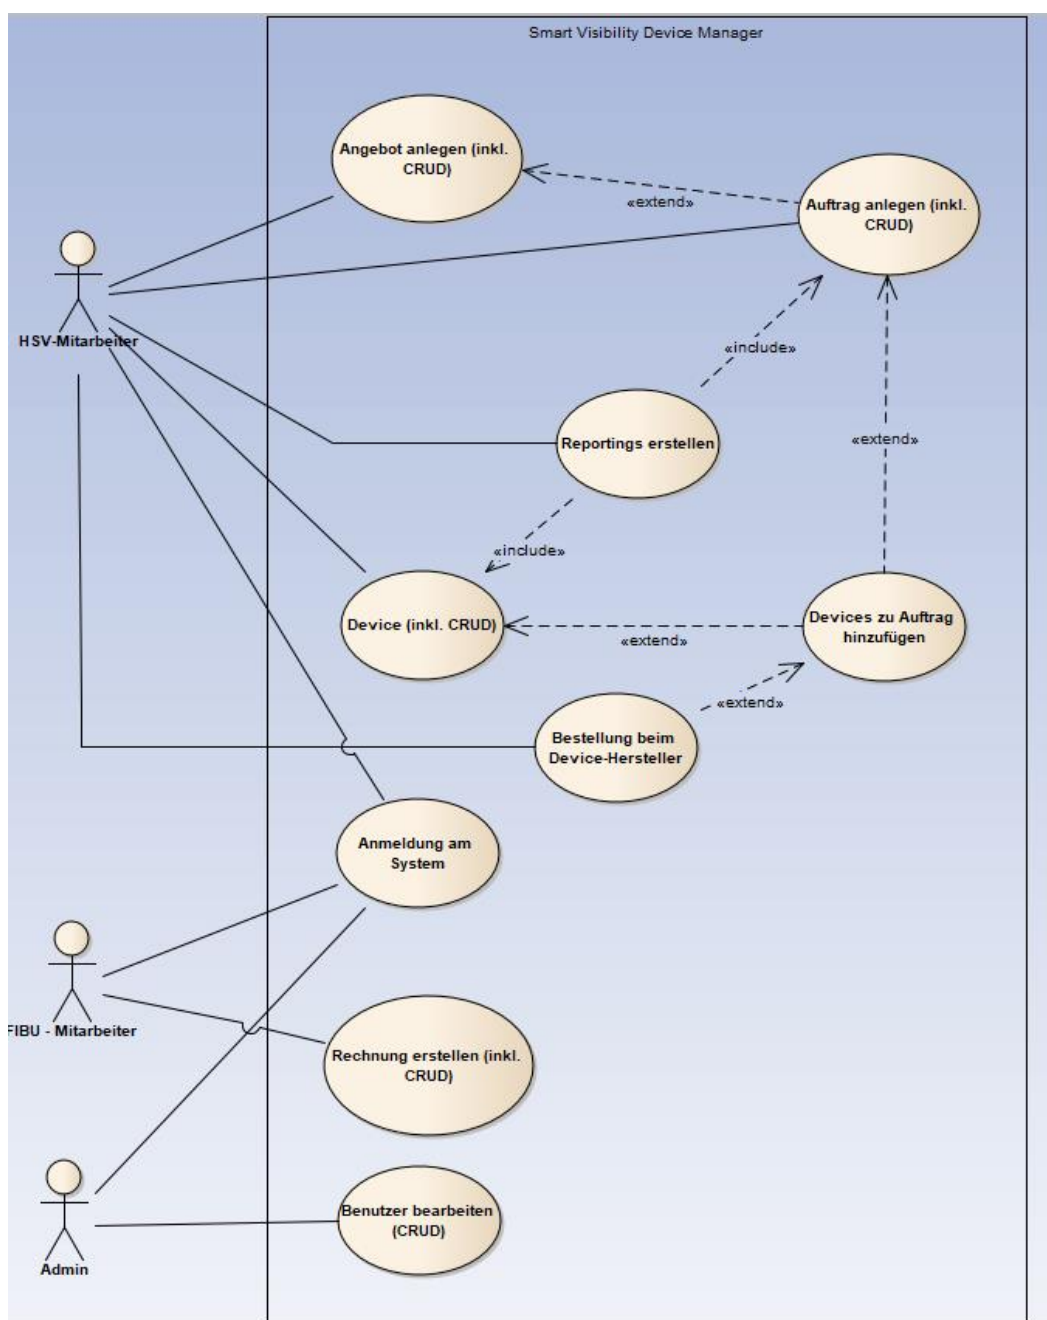 Smart Visibility Device Manager
Angebot anlegen (inkl.
CRUD)
«extend»
Auftrag anlegen (inkl.
CRUD)
HSV-Mitarbeiter
«include»
Reportings erstellen
«extend»
«include»
Device (inkl. CRUD)
«extend»
Devices zu Auftrag
hinzufügen
«extend»
Bestellung beim
Device-Hersteller
Anmeldung am
System
FIBU - Mitarbeiter
Rechnung erstellen (inkl.
CRUD)
Benutzer bearbeiten
(CRUD)
Admin